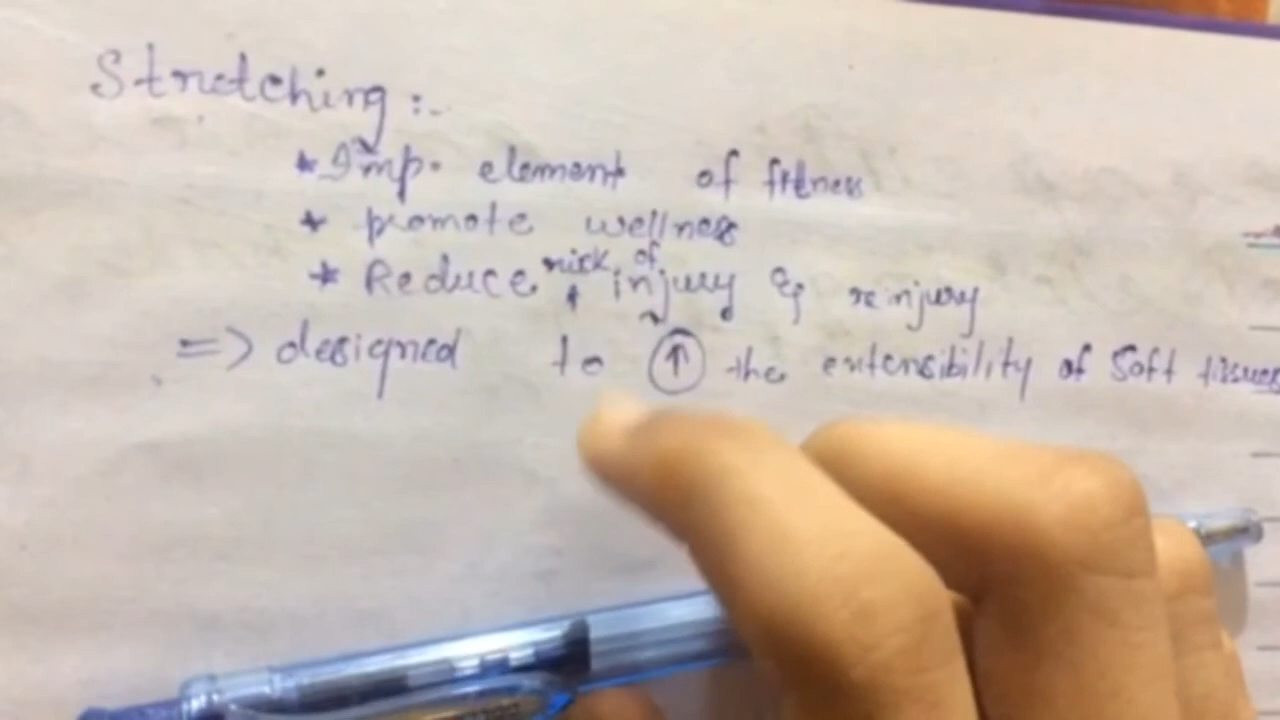 Stretching :-
* Imp. element of fitness
* promote wellness
* Reduce risk of injury & reinjury
=> designed to ↑ the extensibility of soft tissues